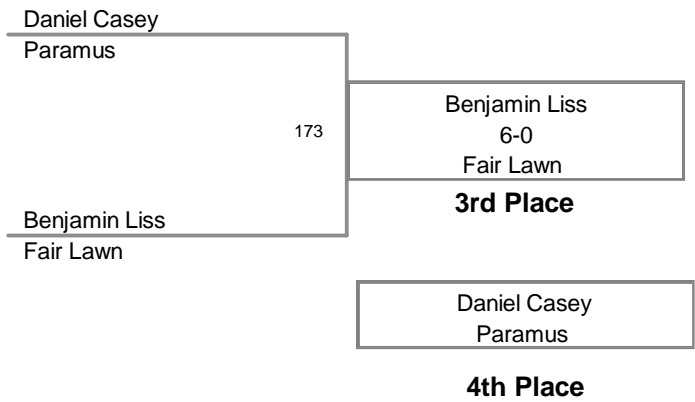 Daniel Casey
Paramus
173
Benjamin Liss
6-0
Fair Lawn
3rd Place
Benjamin Liss
Fair Lawn
Daniel Casey
Paramus
4th Place